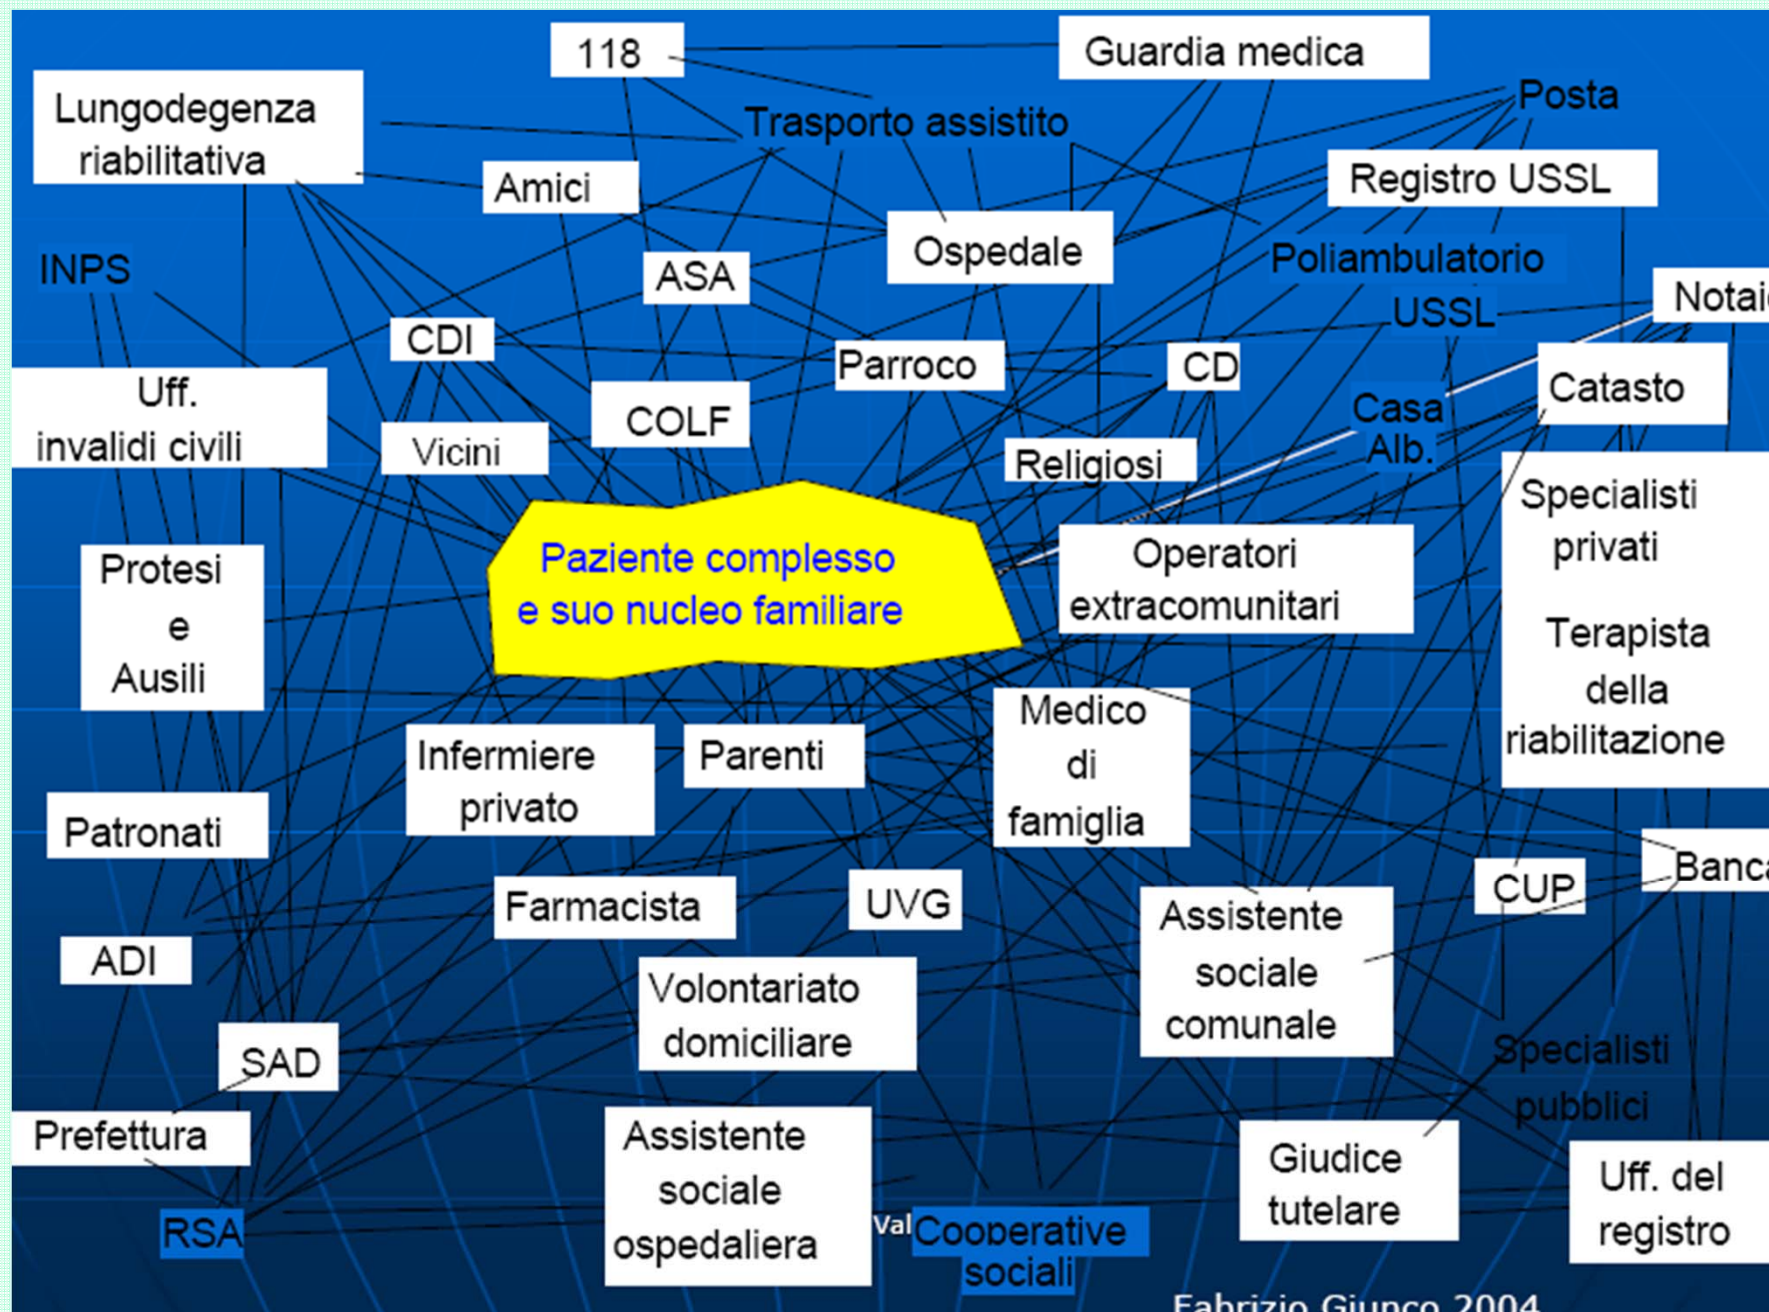 118
Guardia medica
Posta
Lungodegenza
riabilitativa
Trasporto assistito
Amici
Registro USSL
Ospedale
INPS
ASA
Poliambulatorio
USSL
CDI
Parroco
CD
Catasto
Uff.
invalidi civili
COLF
Vicini
Casa
Alb.
Religiosi
Specialisti
privati
Paziente complesso
e suo nucleo familiare
Operatori
extracomunitari
Protesi
e
Ausili
Terapista
della
riabilitazione
Medico
di
famiglia
Infermiere
privato
Parenti
Patronati
Farmacista
UVG
CUP
Banca
Assistente
sociale
comunale
ADI
Volontariato
domiciliare
SAD
Specialisti
pubblici
Prefettura
Assistente
sociale
ospedaliera
Giudice
tutelare
Uff. del
registro
RSA
Val
Cooperative
sociali
Fabrizio Giunco 2004